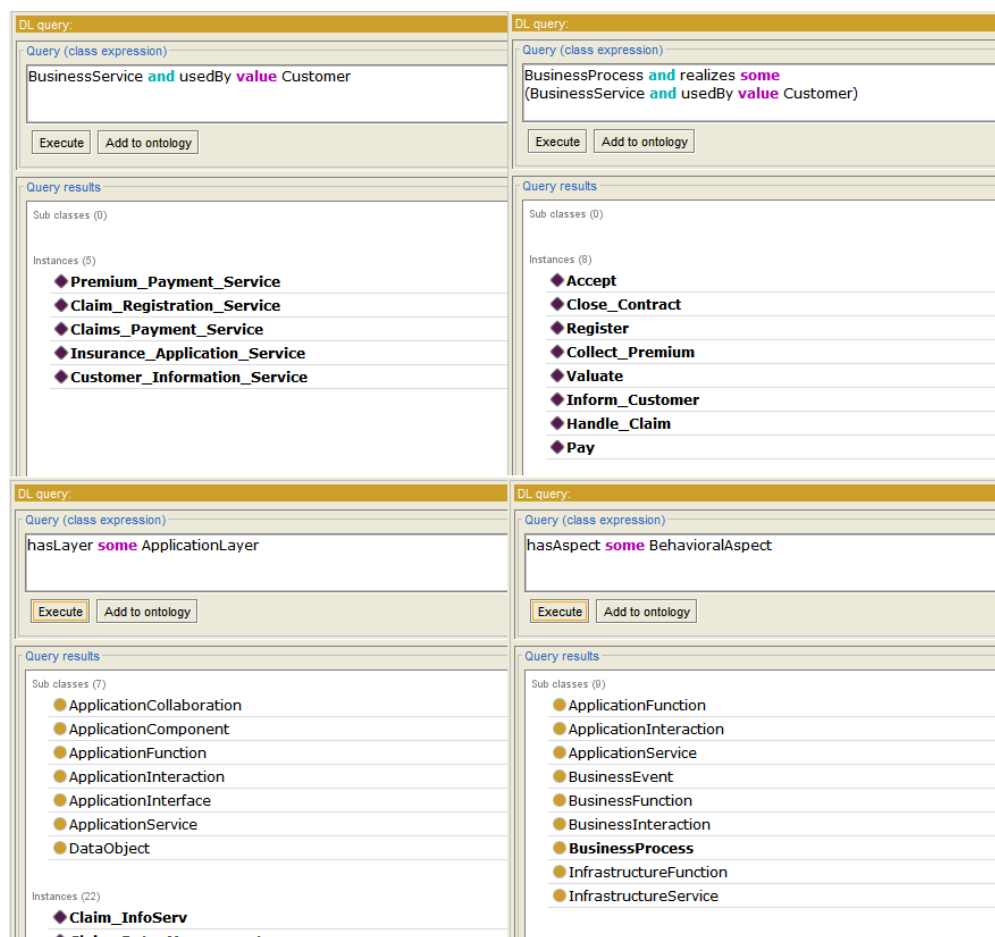 DL query:
Query (class expression)
BusinessService and usedBy value Customer
Execute Add to ontology
Query results
Sub classes (0)
Instances (5)
Premium_Payment_Service
Claim_Registration_Service
Claims_Payment_Service
Insurance_Application_Service
Customer_Information_Service
DL query:
Query (class expression)
BusinessProcess and realizes some
(BusinessService and usedBy value Customer)
Execute Add to ontology
Query results
Sub classes (0)
Instances (8)
Accept
Close_Contract
Register
Collect_Premium
Valuate
Inform_Customer
Handle_Claim
Pay
DL query:
Query (class expression)
hasLayer some ApplicationLayer
Execute Add to ontology
Query results
Sub classes (7)
ApplicationCollaboration
ApplicationComponent
ApplicationFunction
ApplicationInteraction
ApplicationInterface
ApplicationService
DataObject
Instances (22)
Claim_InfoServ
DL query:
Query (class expression)
hasAspect some BehavioralAspect
Execute Add to ontology
Query results
Sub classes (9)
ApplicationFunction
ApplicationInteraction
ApplicationService
BusinessEvent
BusinessFunction
BusinessInteraction
BusinessProcess
InfrastructureFunction
InfrastructureService